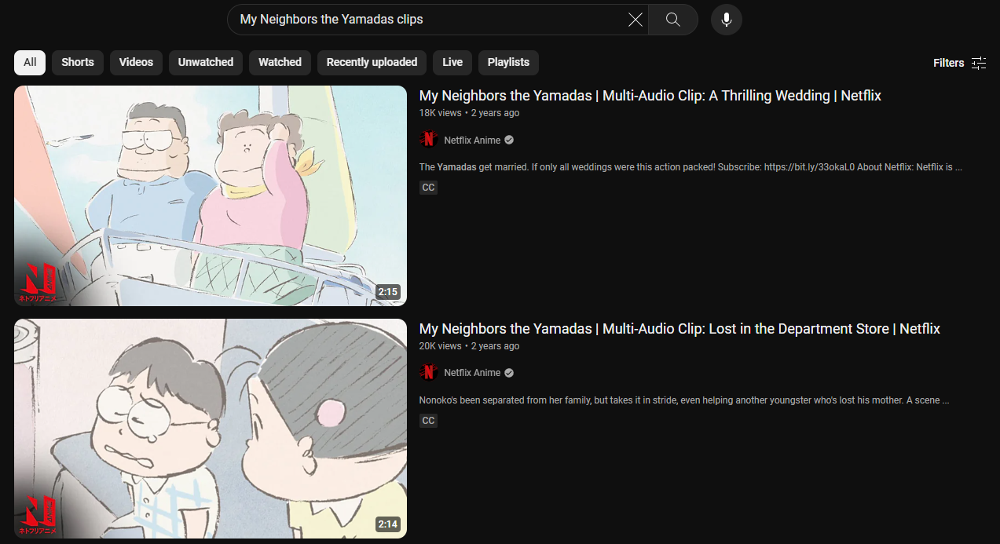 My Neighbors the Yamadas clips
All Shorts Videos Unwatched Watched Recently uploaded Live Playlists Filters
My Neighbors the Yamadas | Multi-Audio Clip: A Thrilling Wedding | Netflix
18K views • 2 years ago
Netflix Anime
The Yamadas get married. If only all weddings were this action packed! Subscribe: https://bit.ly/33okaL0 About Netflix: Netflix is ...
CC
ネトフリアニメ
2:15
My Neighbors the Yamadas | Multi-Audio Clip: Lost in the Department Store | Netflix
20K views • 2 years ago
Netflix Anime
Nonoko's been separated from her family, but takes it in stride, even helping another youngster who's lost his mother. A scene ...
CC
ネトフリアニメ
2:14